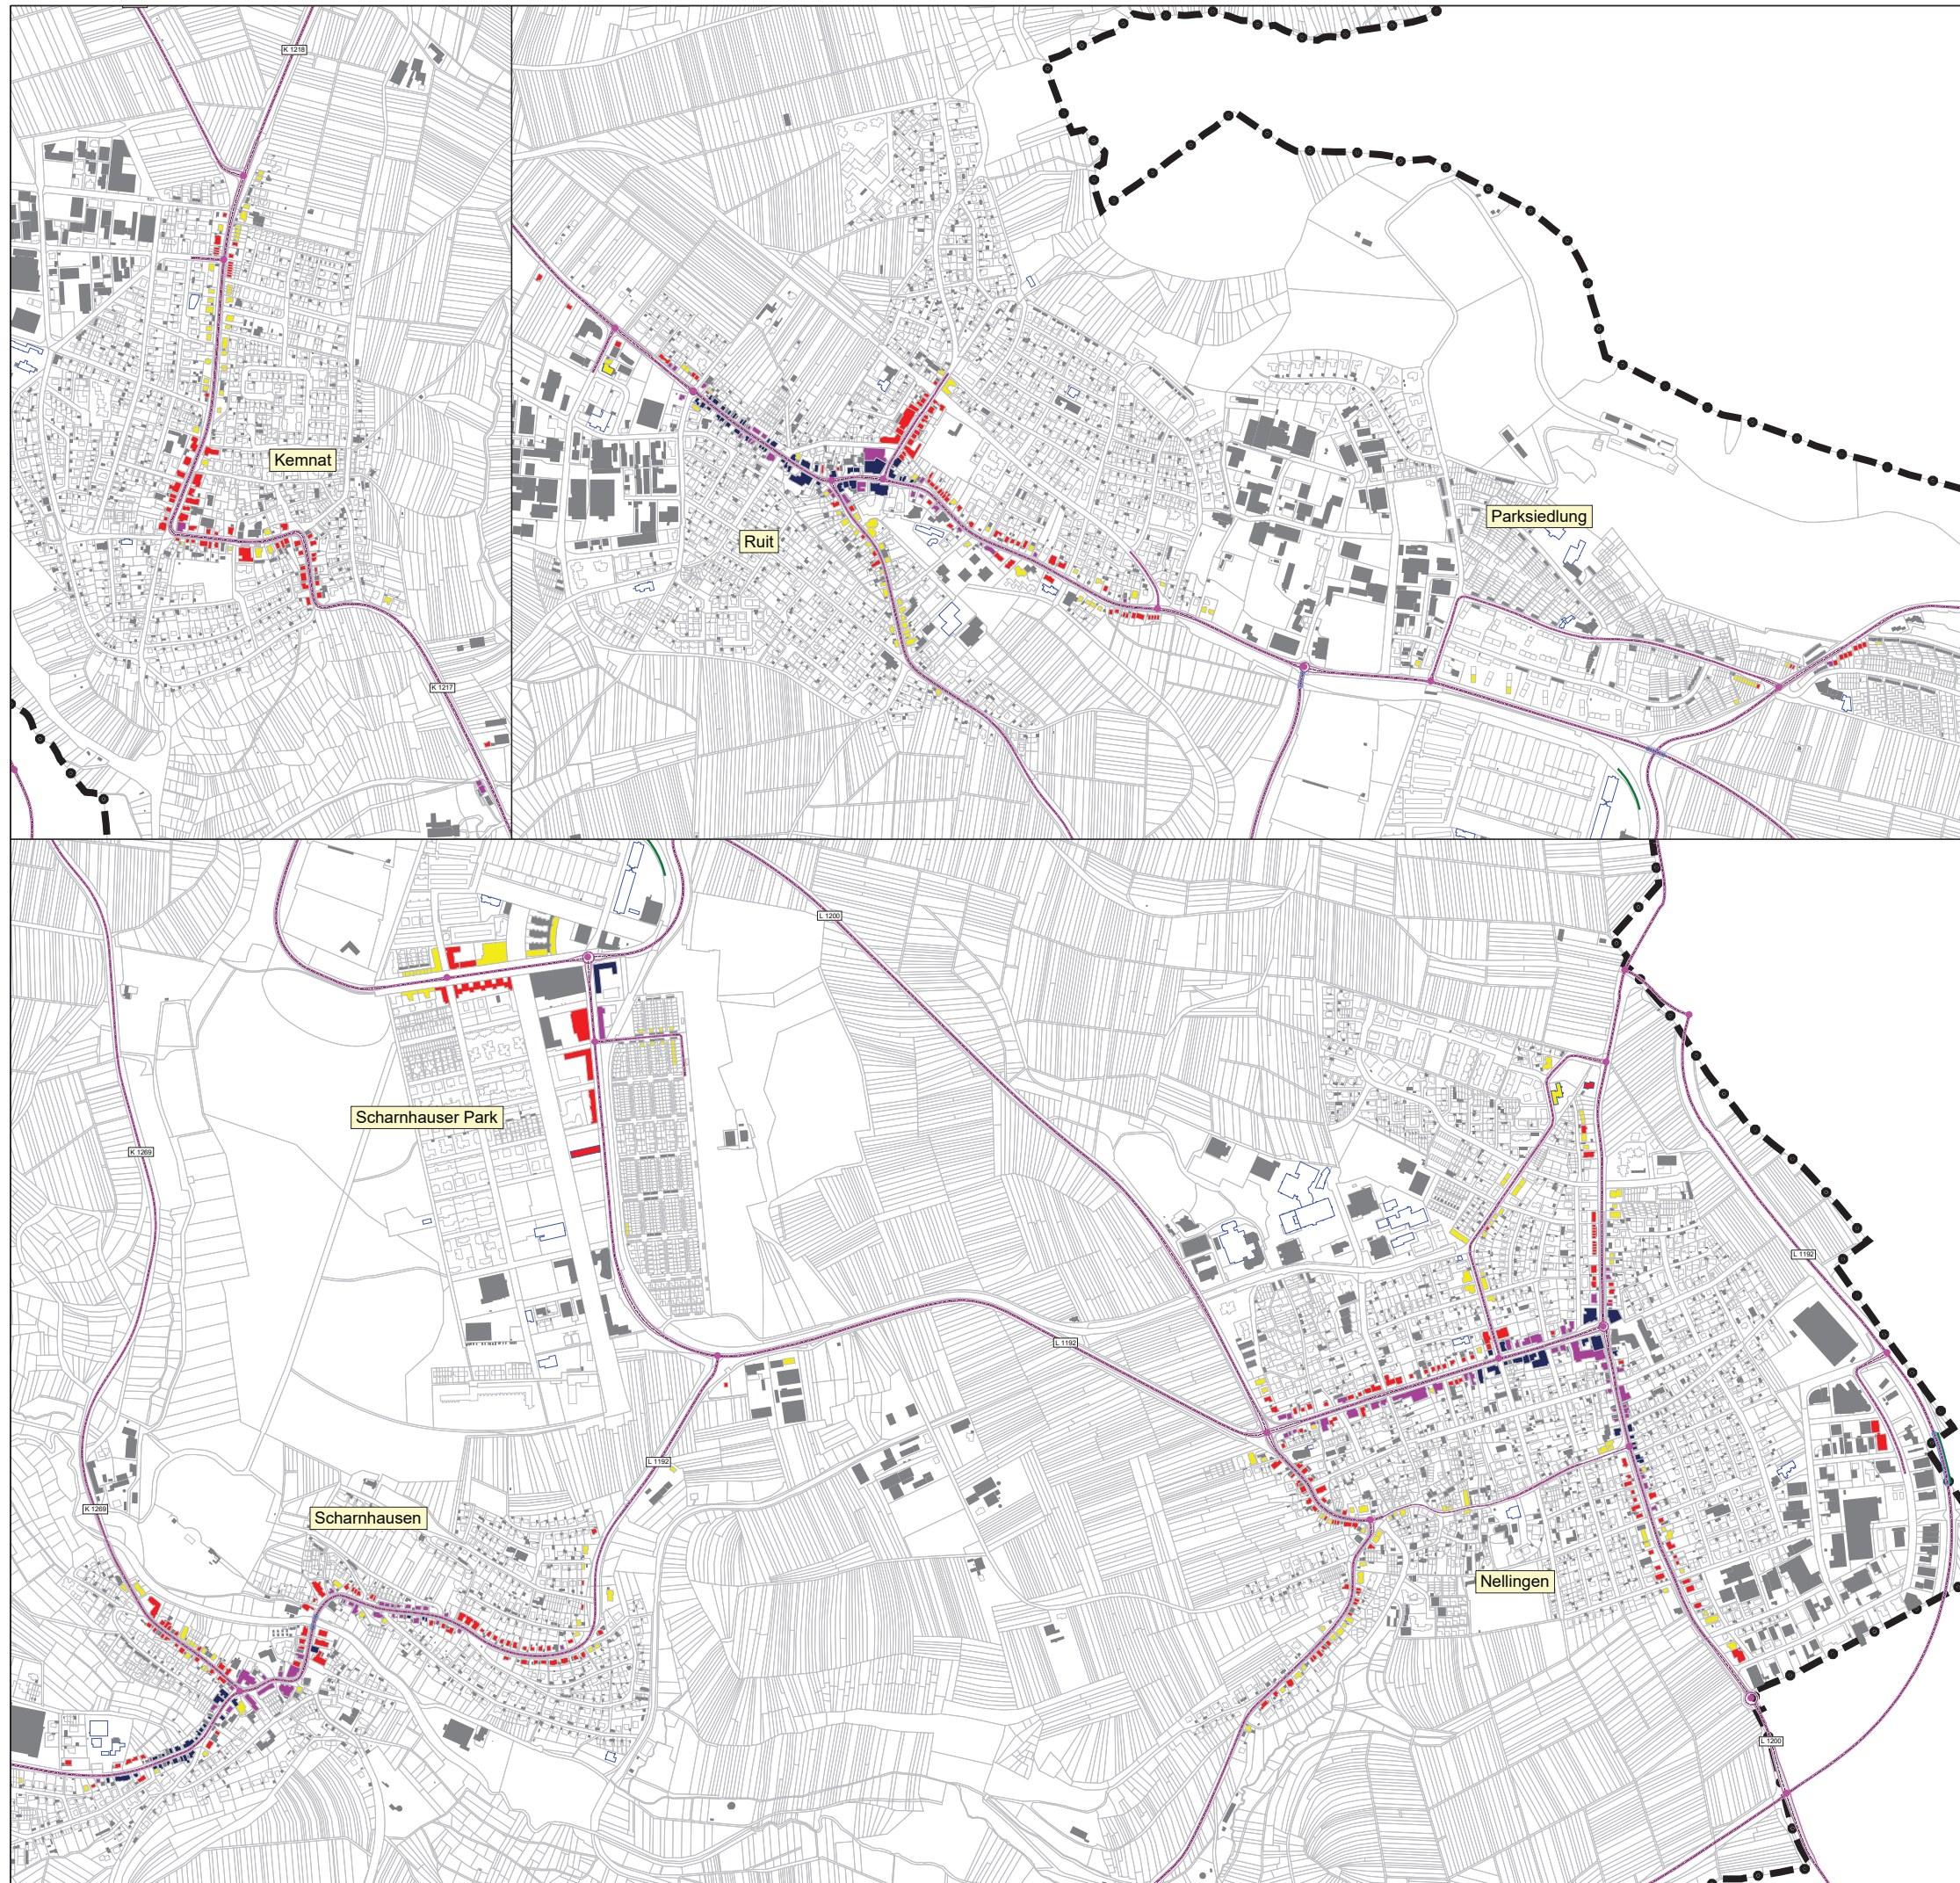 K 1218
Kemnat
K 1217
Ruit
Parksiedlung
L 1200
Scharnhauser Park
K 1269
L 1192
L 1192
L 1192
K 1269
Scharnhausen
Nellingen
L 1200